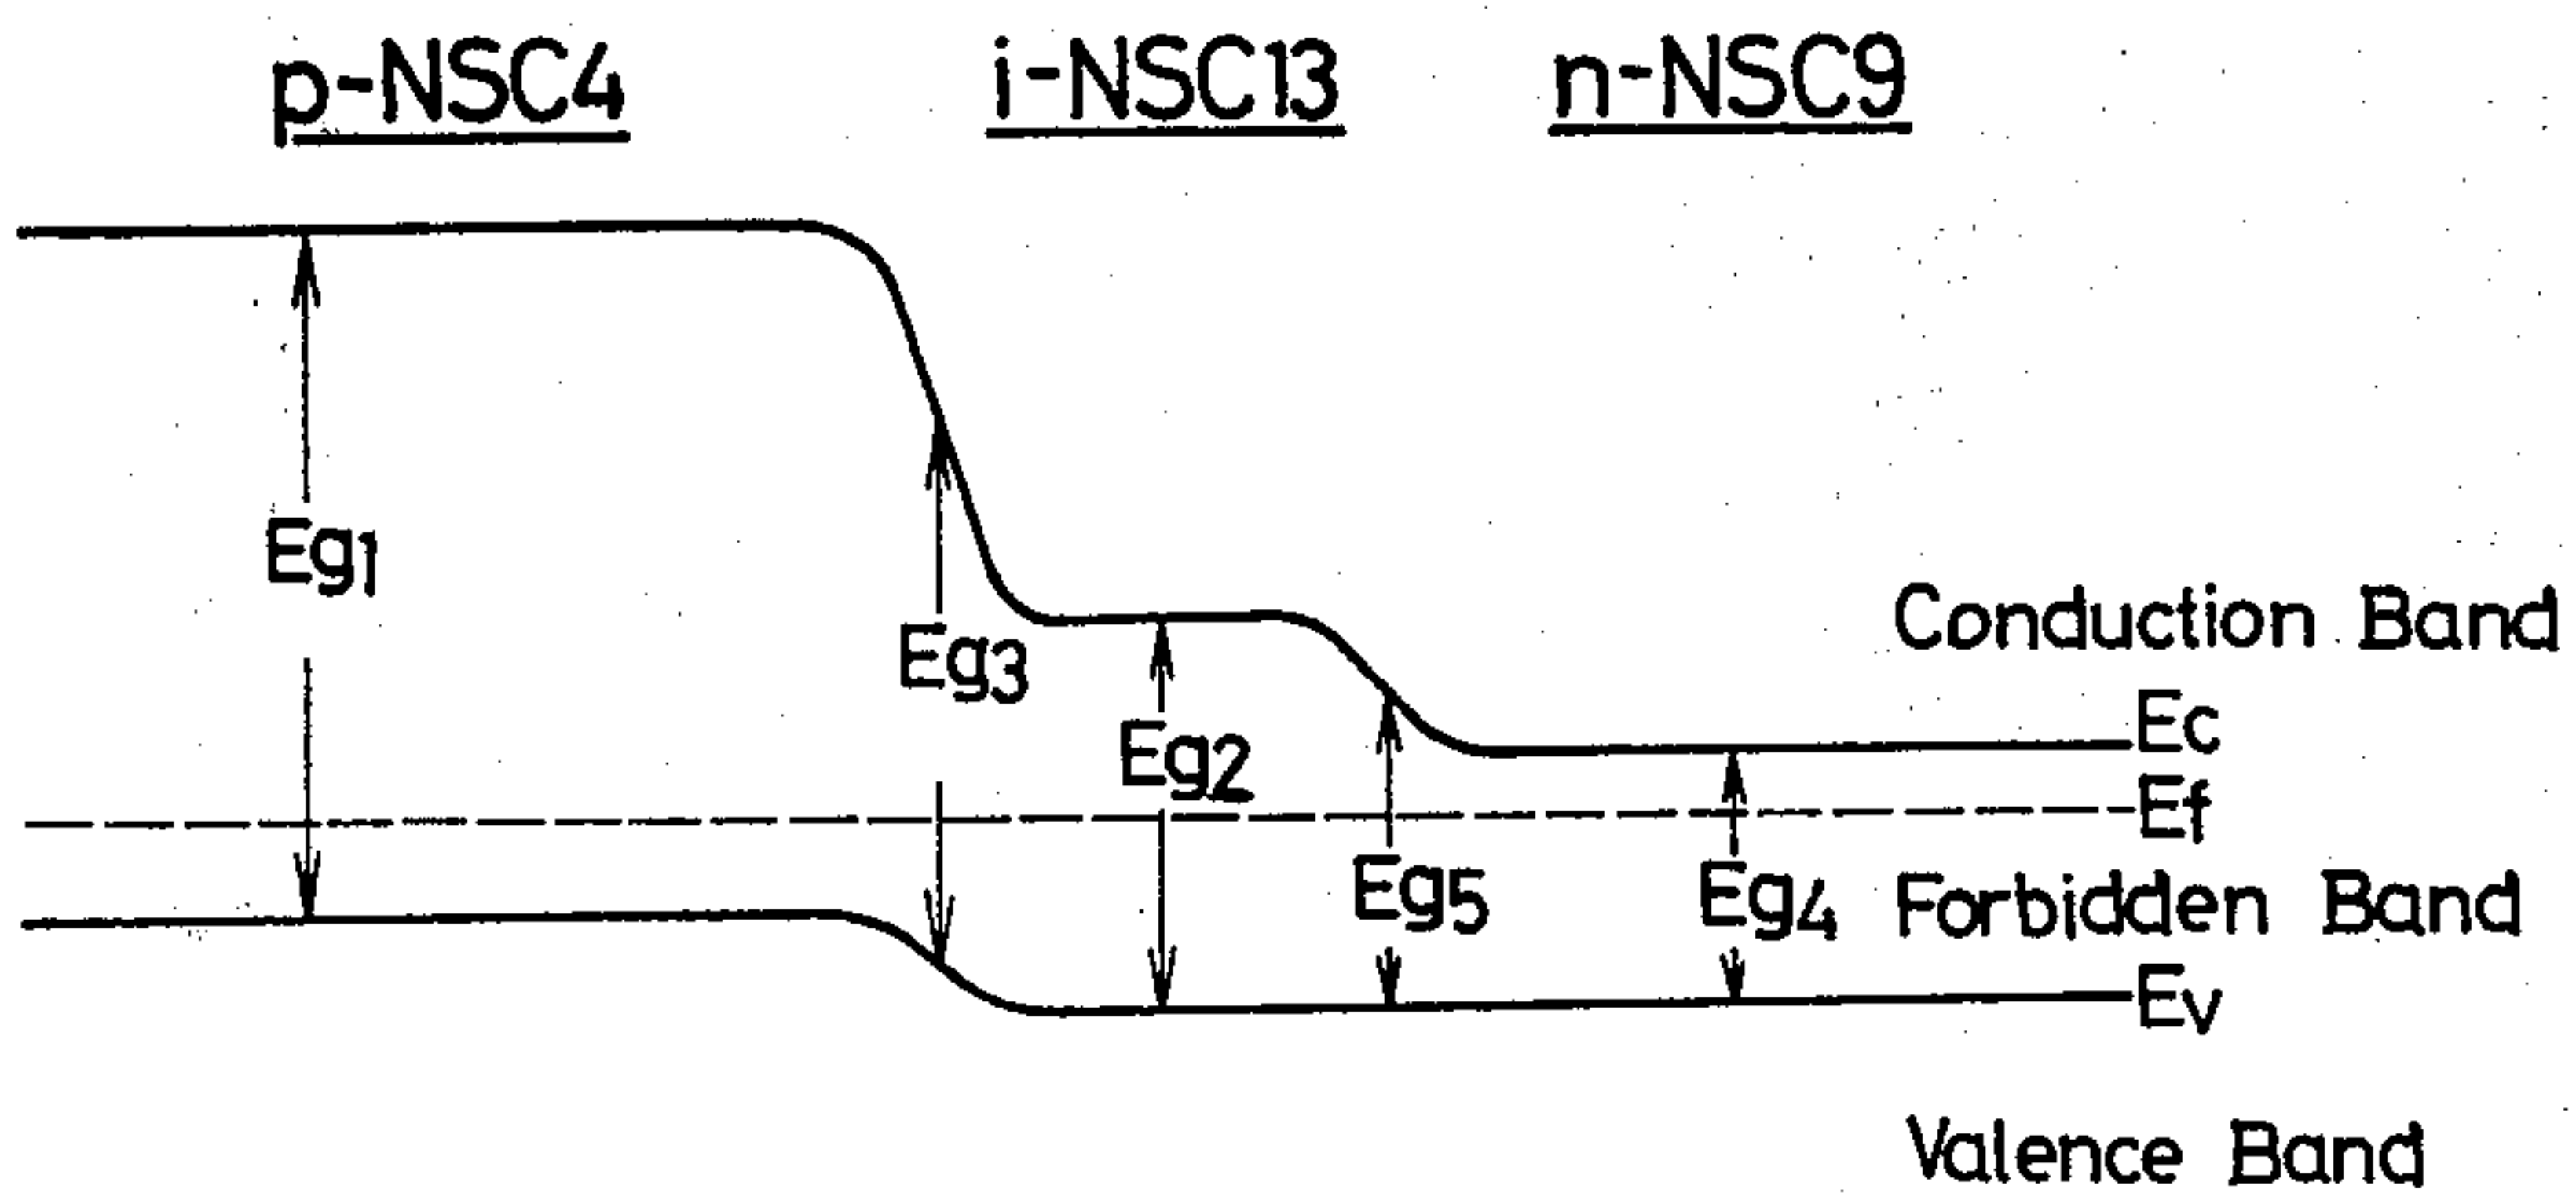 p-NSC4 i-NSC13 n-NSC9
Eg1
Eg3
Conduction Band
Eg2
Ec
Ef
Eg5
Eg4
Forbidden Band
Ev
Valence Band